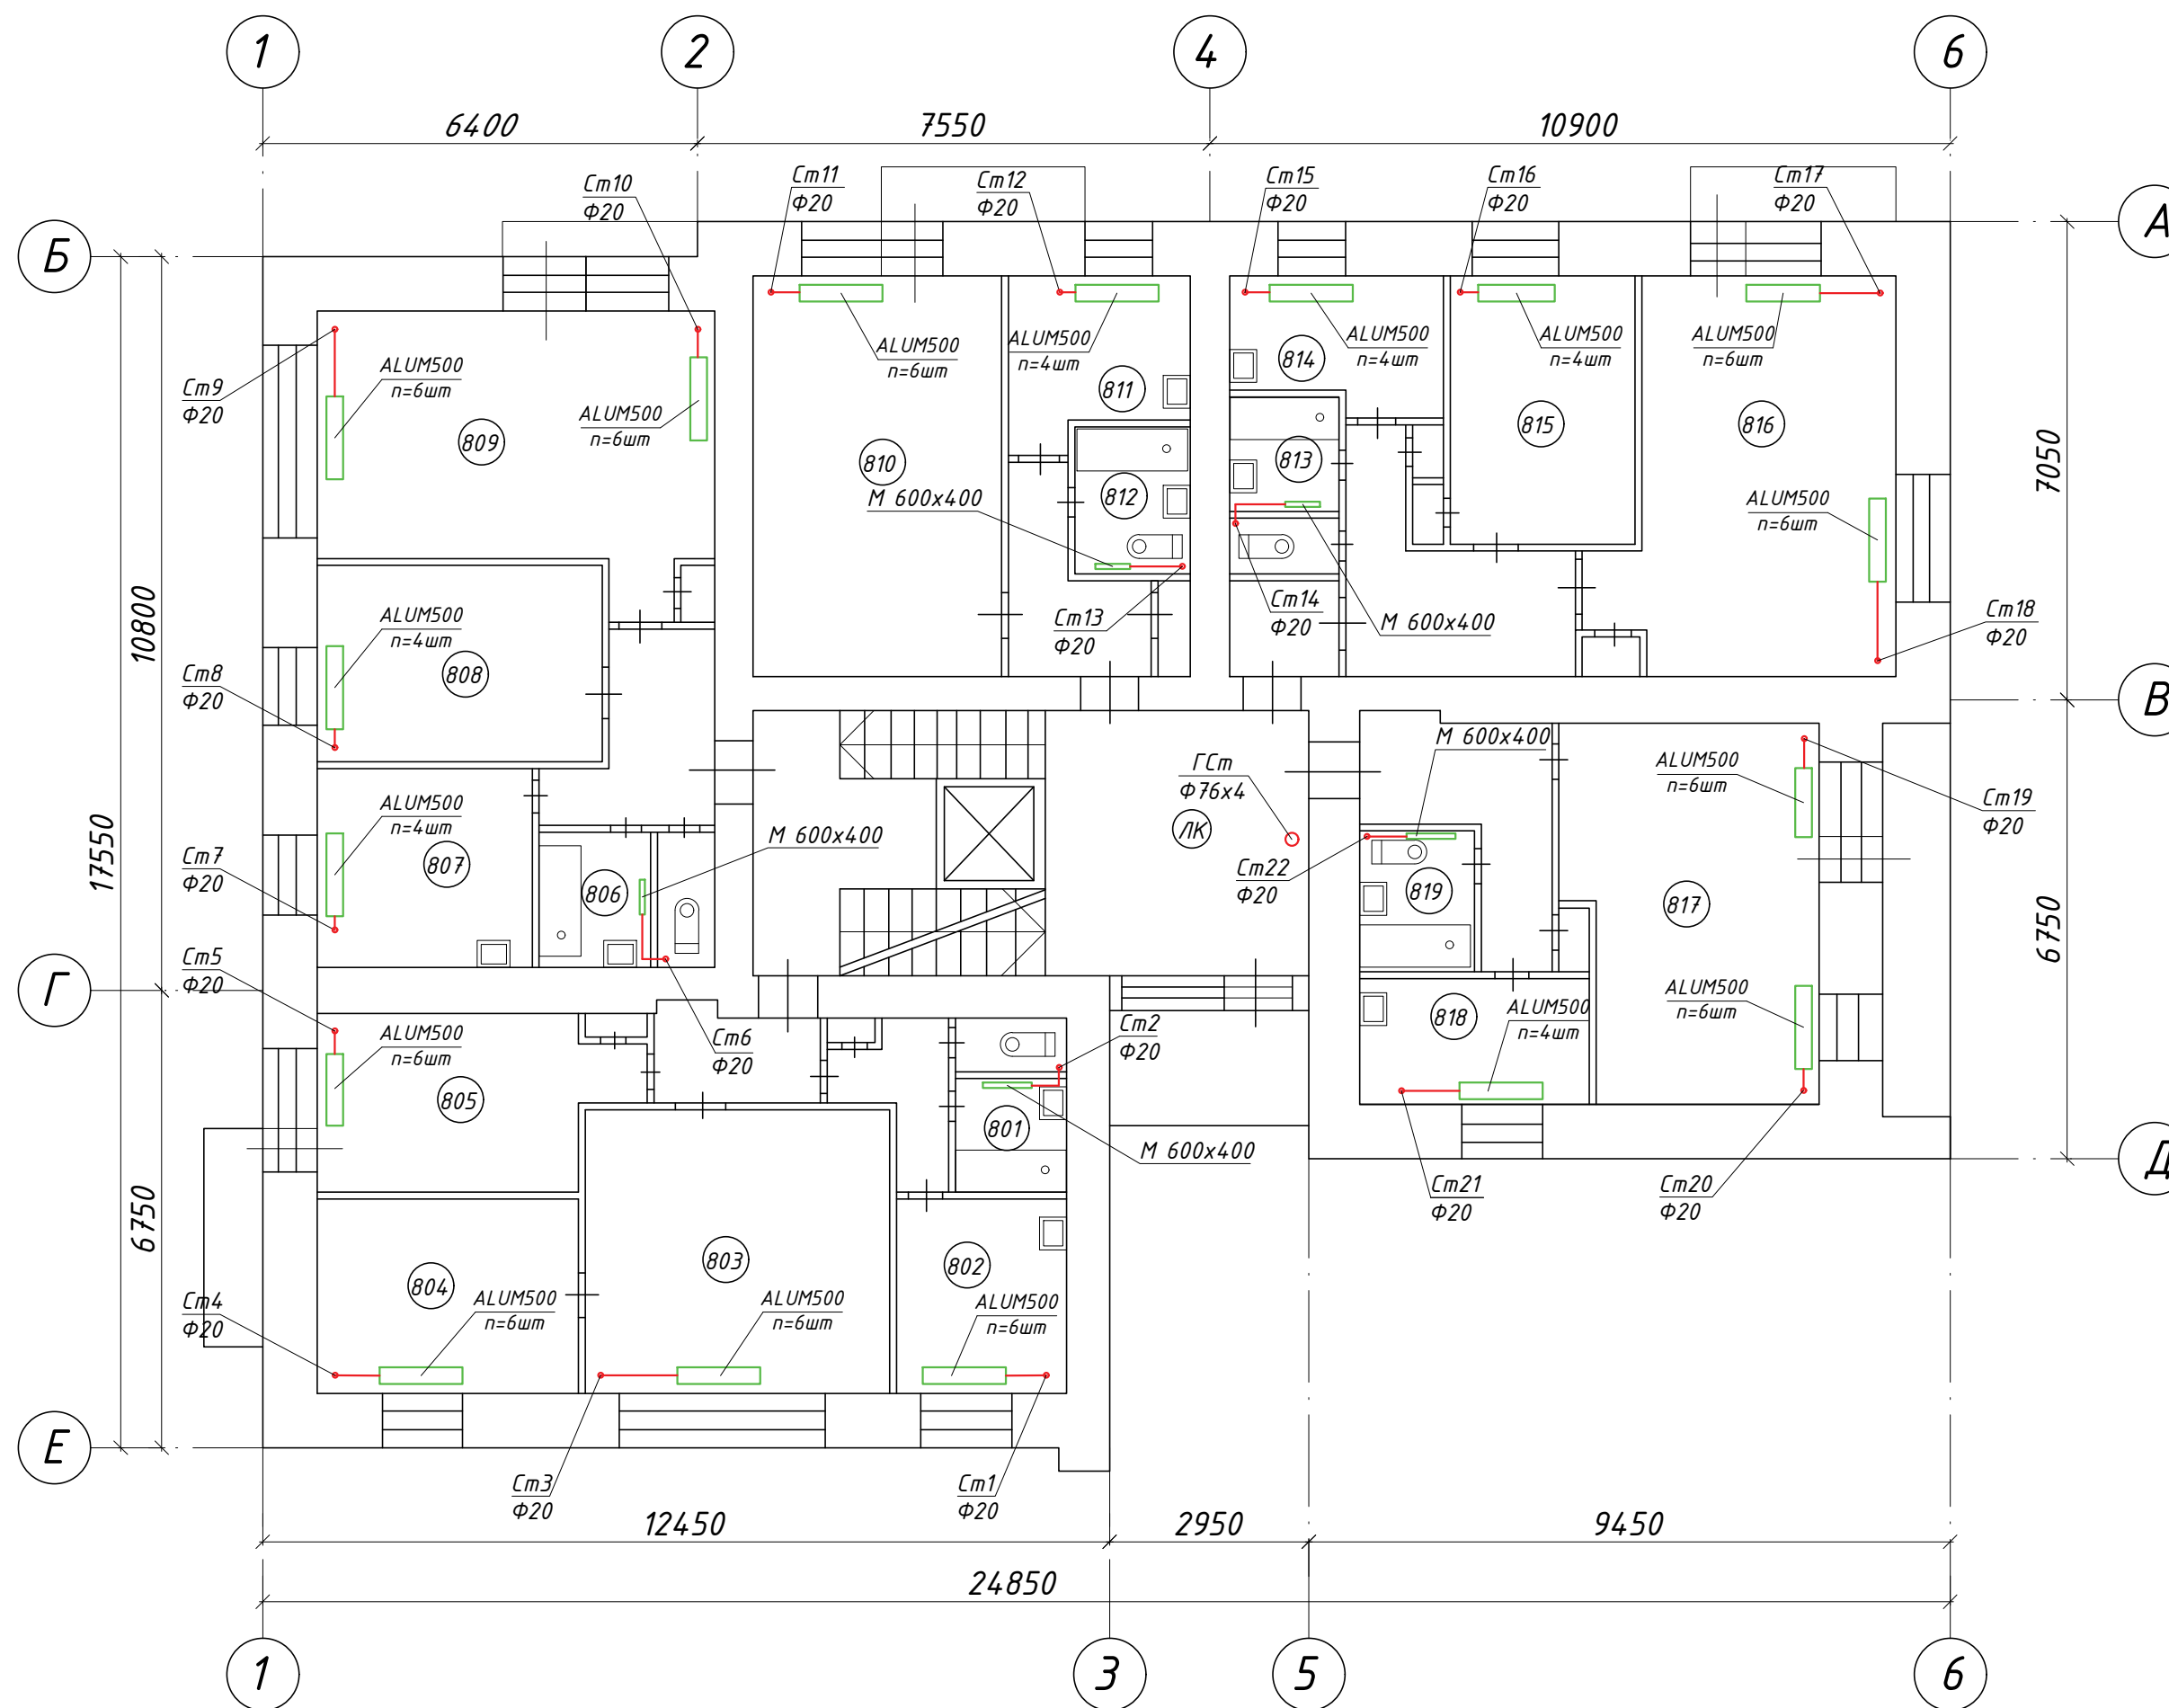 1
2
4
6
6400
7550
10900
Ст10
Ф20
Ст11
Ф20
Ст12
Ф20
Ст15
Ф20
Ст16
Ф20
Ст17
Ф20
А
Б
Ст9
Ф20
ALUM500
n=6шт
ALUM500
n=6шт
809
ALUM500
n=6шт
810
ALUM500
n=4шт
811
812
М 600х400
Ст13
Ф20
ALUM500
n=4шт
814
813
Ст14
Ф20
М 600х400
ALUM500
n=4шт
815
ALUM500
n=6шт
816
ALUM500
n=6шт
Ст18
Ф20
7050
10800
17550
ALUM500
n=4шт
808
Ст8
Ф20
ALUM500
n=4шт
807
Ст7
Ф20
806
М 600х400
ГСт
Ф76х4
ЛК
М 600х400
Ст22
Ф20
819
ALUM500
n=6шт
817
Ст19
Ф20
В
6750
Г
Ст5
Ф20
ALUM500
n=6шт
805
Ст6
Ф20
Ст2
Ф20
801
М 600х400
818
ALUM500
n=4шт
ALUM500
n=6шт
Ст21
Ф20
Ст20
Ф20
Д
6750
Ст4
Ф20
804
ALUM500
n=6шт
803
ALUM500
n=6шт
802
ALUM500
n=6шт
Е
Ст3
Ф20
Ст1
Ф20
12450
2950
9450
24850
1
3
5
6